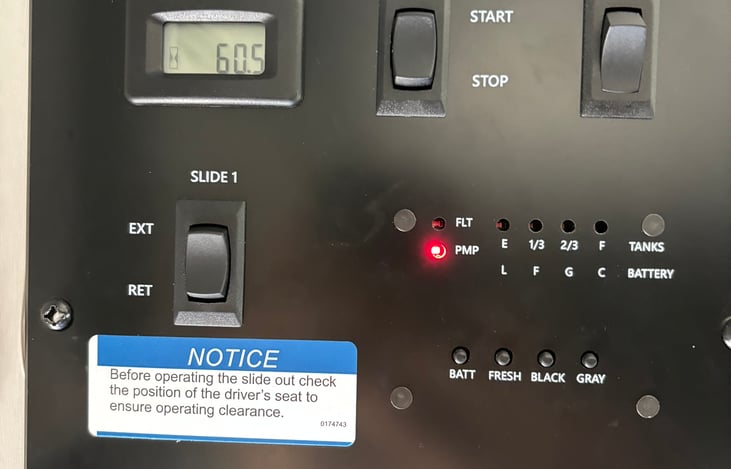 60.5
START
STOP
SLIDE 1
EXT
RET
FLT
PMP
E 1/3 2/3 F TANKS
L F G C BATTERY
BATT FRESH BLACK GRAY
NOTICE
Before operating the slide out check
the position of the driver's seat to
ensure operating clearance.
0174743